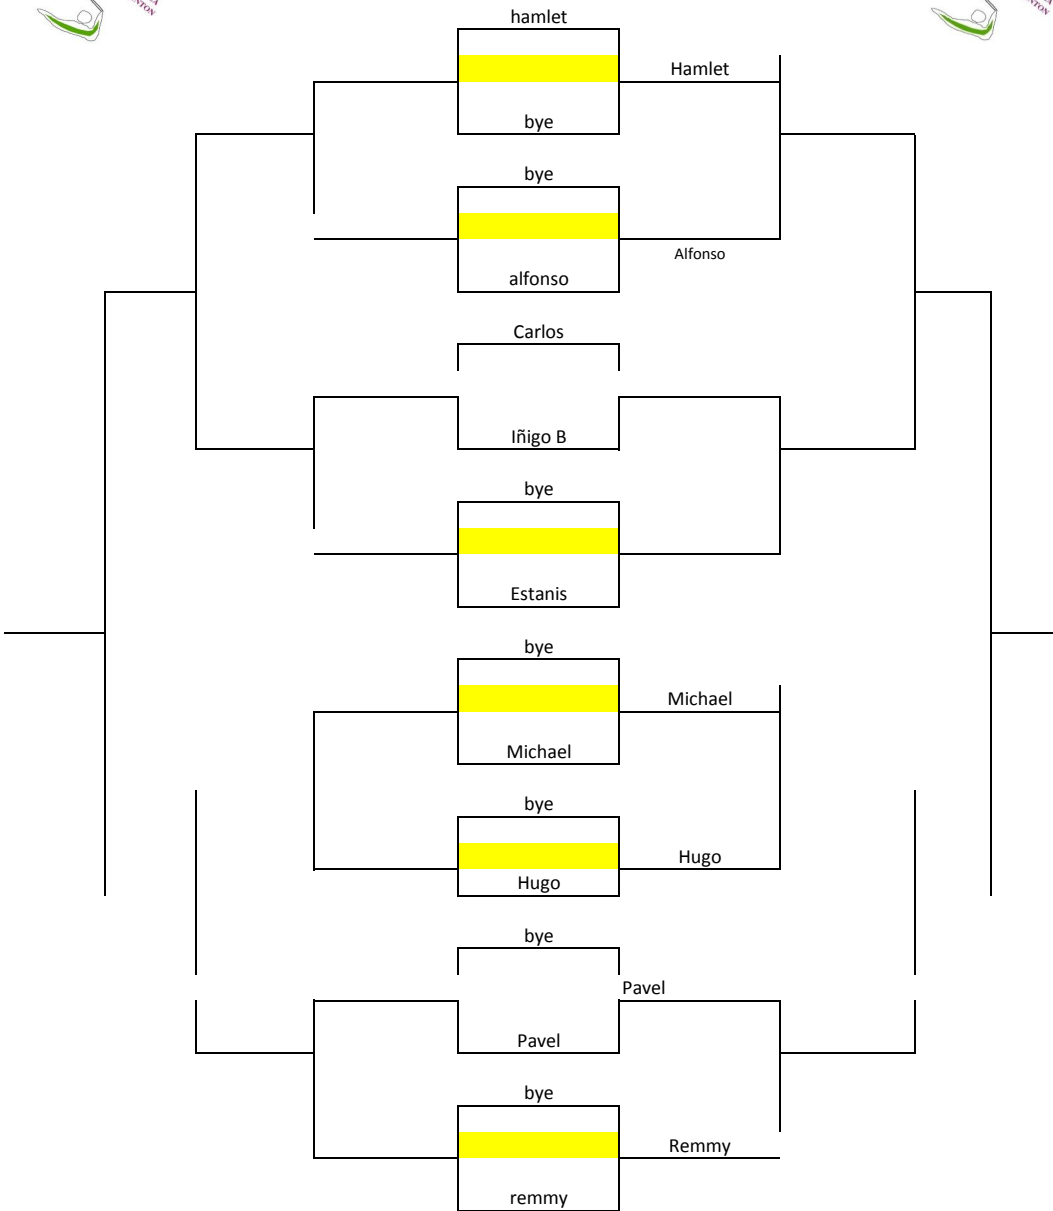 hamlet
Hamlet
bye
bye
Alfonso
alfonso
Carlos
Iñigo B
bye
Estanis
bye
Michael
Michael
bye
Hugo
Hugo
bye
Pavel
Pavel
bye
Remmy
remmy